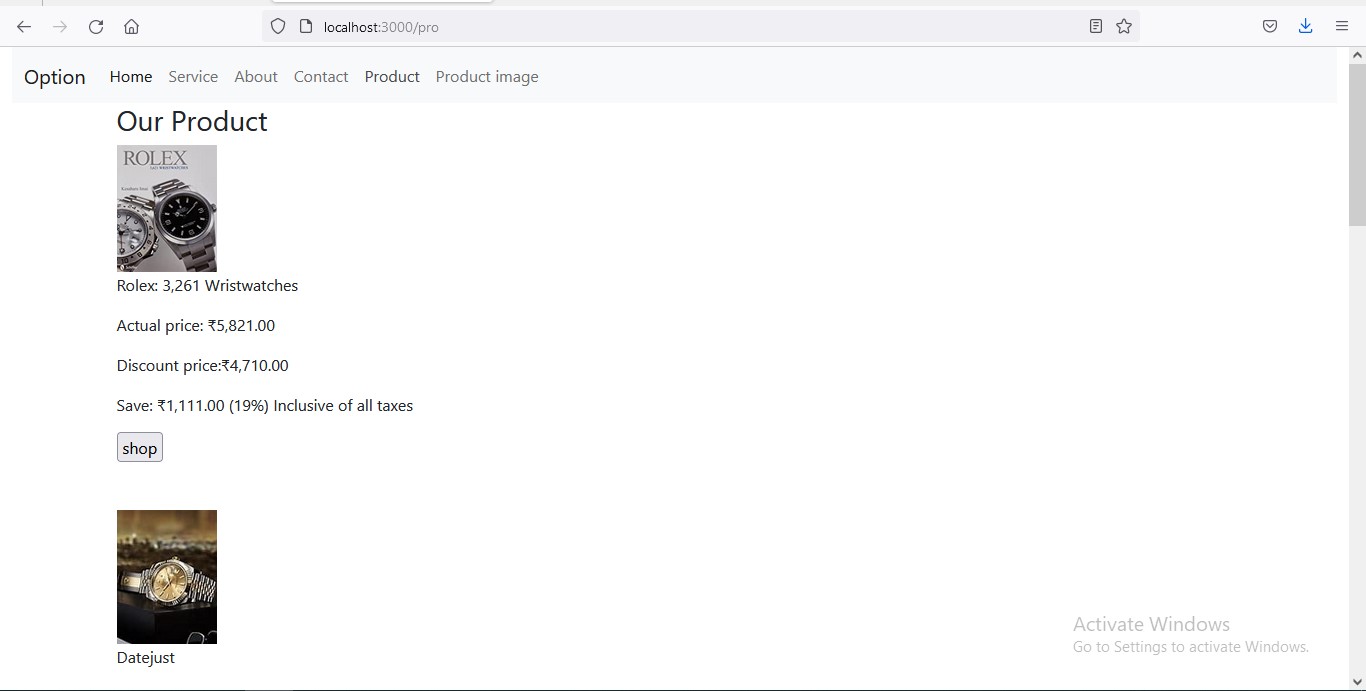 localhost:3000/pro
Option Home Service About Contact Product Product image
Our Product
ROLEX
Rolex: 3,261 Wristwatches
Actual price: ₹5,821.00
Discount price:₹4,710.00
Save: ₹1,111.00 (19%) Inclusive of all taxes
shop
Datejust
Activate Windows
Go to Settings to activate Windows.